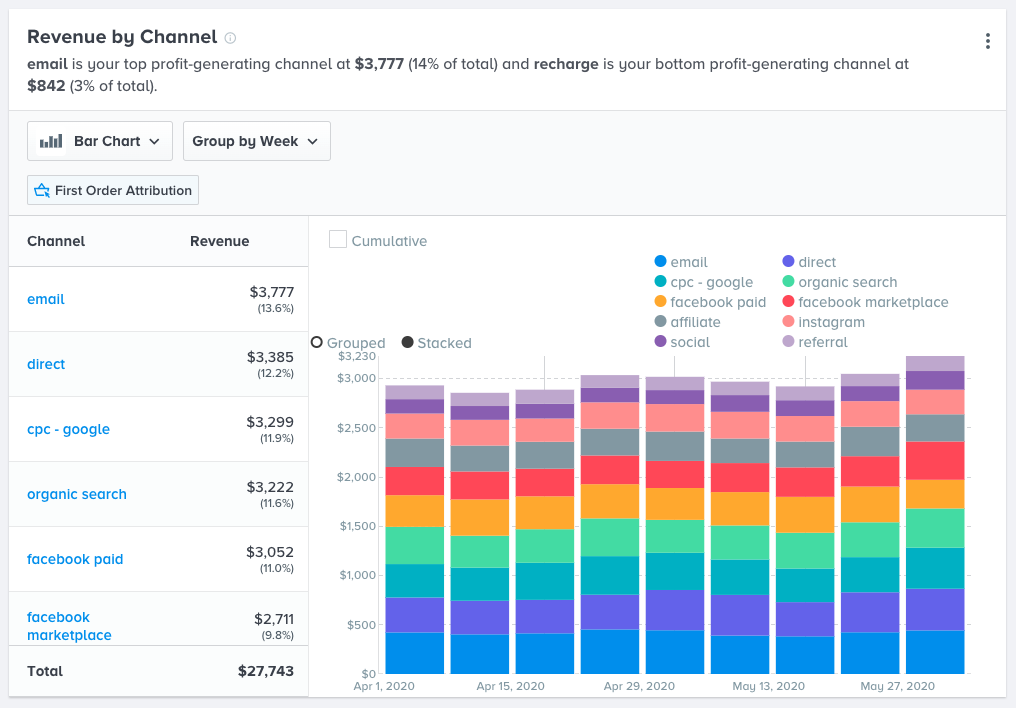 Revenue by Channel
email is your top profit-generating channel at $3,777 (14% of total) and recharge is your bottom profit-generating channel at
$842 (3% of total).
Bar Chart
Group by Week
First Order Attribution
Channel Revenue
email $3,777
(13.6%)
direct $3,385
(12.2%)
cpc - google $3,299
(11.9%)
organic search $3,222
(11.6%)
facebook paid $3,052
(11.0%)
facebook
marketplace $2,711
(9.8%)
Total $27,743
Cumulative
email direct
cpc - google organic search
facebook paid facebook marketplace
affiliate instagram
social referral
Grouped Stacked
$3,230
$3,000
$2,500
$2,000
$1,500
$1,000
$500
$0
Apr 1, 2020 Apr 15, 2020 Apr 29, 2020 May 13, 2020 May 27, 2020